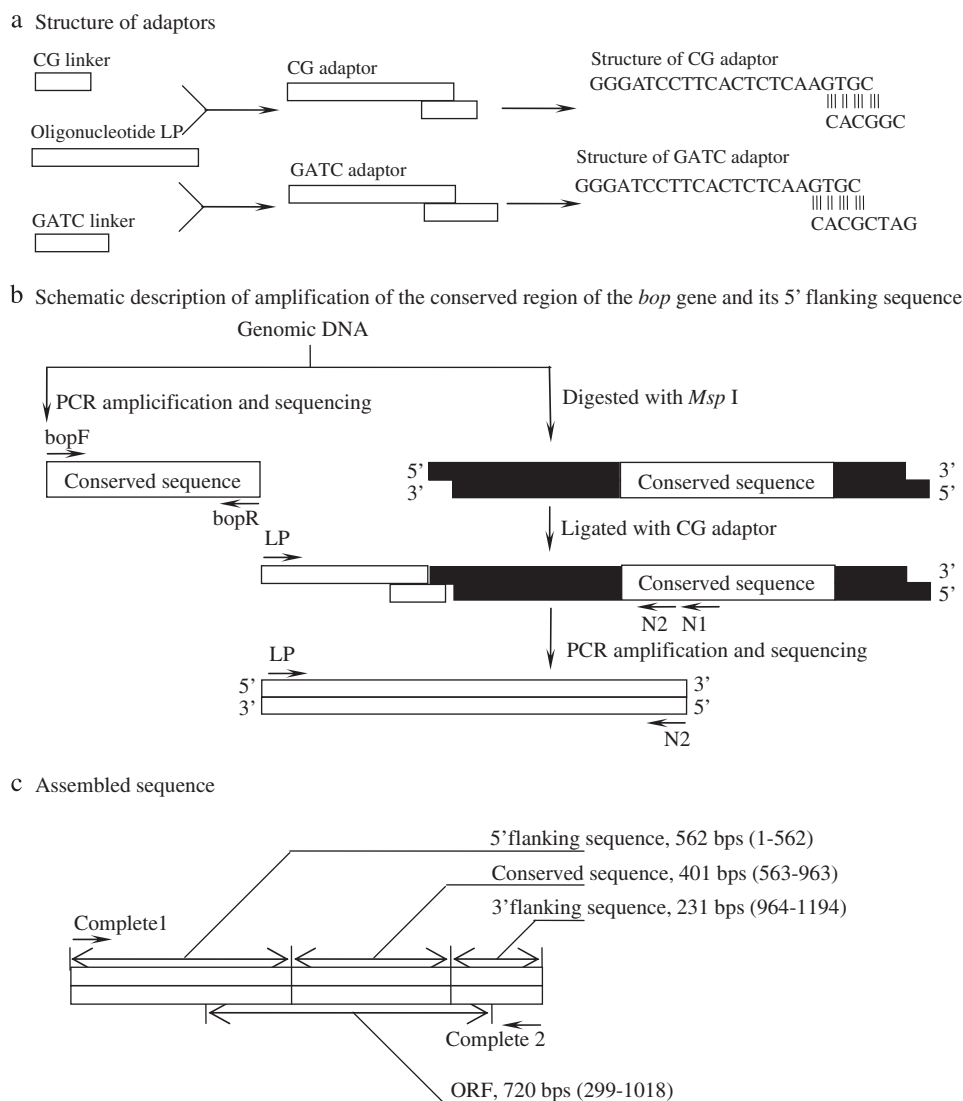 a Structure of adaptors
CG linker
Oligonucleotide LP
GATC linker
CG adaptor
GATC adaptor
Structure of CG adaptor
GGGATCCTTCACTCTCAAGTGC
CACGGC
Structure of GATC adaptor
GGGATCCTTCACTCTCAAGTGC
CACGCTAG
b Schematic description of amplification of the conserved region of the bop gene and its 5' flanking sequence
Genomic DNA
PCR amplicification and sequencing
Digested with Msp I
bopF
Conserved sequence
bopR
5' Conserved sequence 3'
3' 5'
Ligated with CG adaptor
LP
Conserved sequence 3'
5'
N2 N1
PCR amplification and sequencing
LP
5' 3'
3' 5'
N2
c Assembled sequence
5'flanking sequence, 562 bps (1-562)
Conserved sequence, 401 bps (563-963)
3'flanking sequence, 231 bps (964-1194)
Complete1
Complete 2
ORF, 720 bps (299-1018)